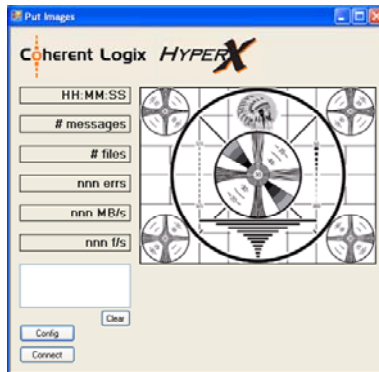 Put Images
Coherent Logix HYPERX
HH:MM:SS
# messages
# files
nnn errs
nnn MB/s
nnn f/s
Clear
Config
Connect